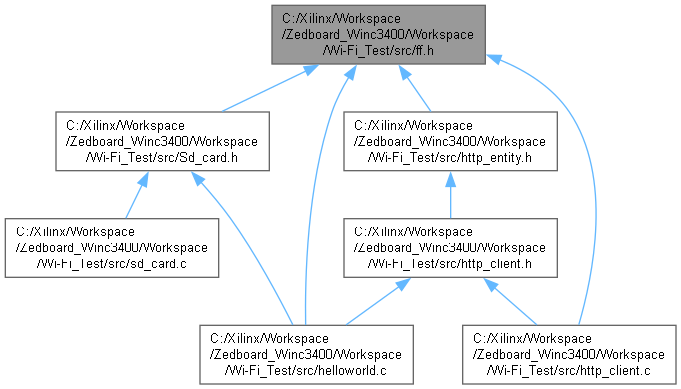 C:/Xilinx/Workspace
/Zedboard_Winc3400/Workspace
/Wi-Fi_Test/src/ff.h
C:/Xilinx/Workspace
/Zedboard_Winc3400/Workspace
/Wi-Fi_Test/src/Sd_card.h
C:/Xilinx/Workspace
/Zedboard_Winc3400/Workspace
/Wi-Fi_Test/src/http_entity.h
C:/Xilinx/Workspace
/Zedboard_Winc3400/Workspace
/Wi-Fi_Test/src/sd_card.c
C:/Xilinx/Workspace
/Zedboard_Winc3400/Workspace
/Wi-Fi_Test/src/http_client.h
C:/Xilinx/Workspace
/Zedboard_Winc3400/Workspace
/Wi-Fi_Test/src/helloworld.c
C:/Xilinx/Workspace
/Zedboard_Winc3400/Workspace
/Wi-Fi_Test/src/http_client.c